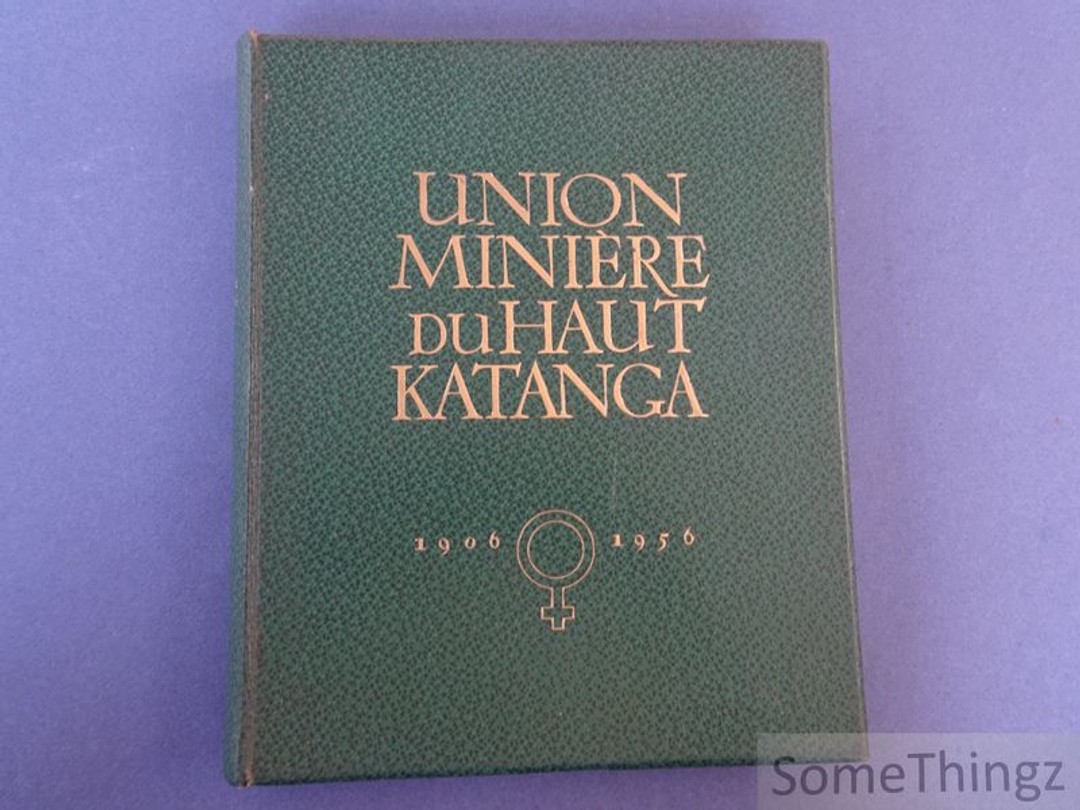 UNION
MINIÈRE
DU HAUT
KATANGA
1906 1956
SomeThingz